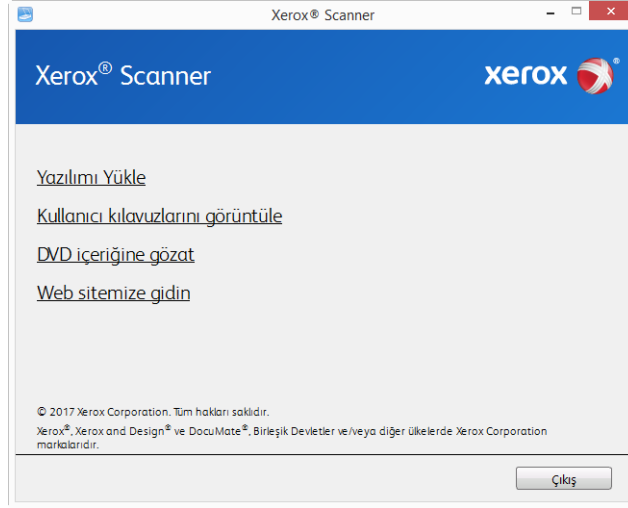 Xerox® Scanner
Xerox® Scanner
xerox®
Yazılımı Yükle
Kullanıcı kılavuzlarını görüntüle
DVD içeriğine gözat
Web sitemize gidin
© 2017 Xerox Corporation. Tüm hakları saklıdır.
Xerox®, Xerox and Design® ve DocuMate®, Birleşik Devletler ve/veya diğer ülkelerde Xerox Corporation
markalarıdır.
Çıkış